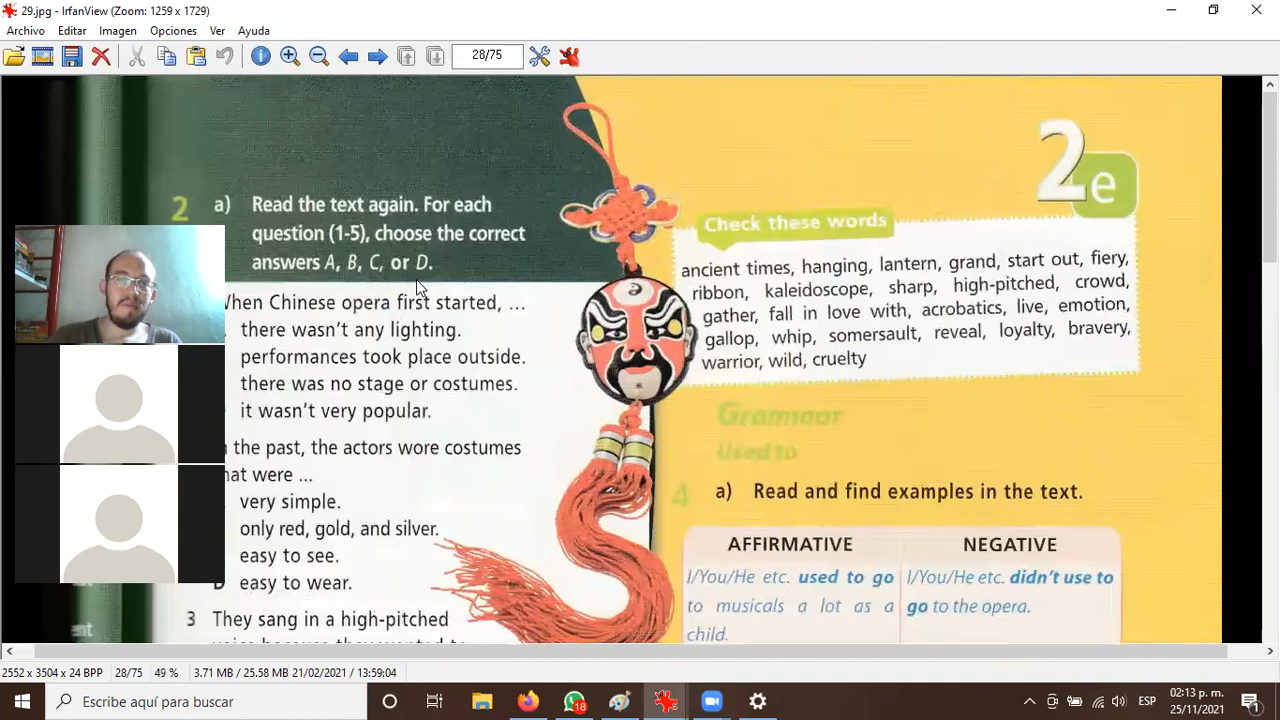 29.jpg - IrfanView (Zoom: 1259 x 1729)
Archivo Editar Imagen Opciones Ver Ayuda
28/75
2 a) Read the text again. For each
question (1-5), choose the correct
answers A, B, C, or D.
When Chinese opera first started, ...
there wasn't any lighting.
performances took place outside.
there was no stage or costumes.
it wasn't very popular.
the past, the actors wore costumes
were ...
very simple.
only red, gold, and silver.
easy to see.
D easy to wear.
3 They sang in a high-pitched
voice because they wanted to
2e
Check these words
ancient times, hanging, lantern, grand, start out, fiery,
ribbon, kaleidoscope, sharp, high-pitched, crowd,
gather, fall in love with, acrobatics, live, emotion,
gallop, whip, somersault, reveal, loyalty, bravery,
warrior, wild, cruelty
Grammar
Used to
4 a) Read and find examples in the text.
AFFIRMATIVE NEGATIVE
I/You/He etc. used to go
to musicals a lot as a
child.
I/You/He etc. didn't use to
go to the opera.
2552 x 3504 x 24 BPP 28/75 49 % 3.71 MB / 25.58 MB 21/02/2021 / 13:59:04
Escribe aquí para buscar
18
ESP
02:13 p. m.
25/11/2021
1